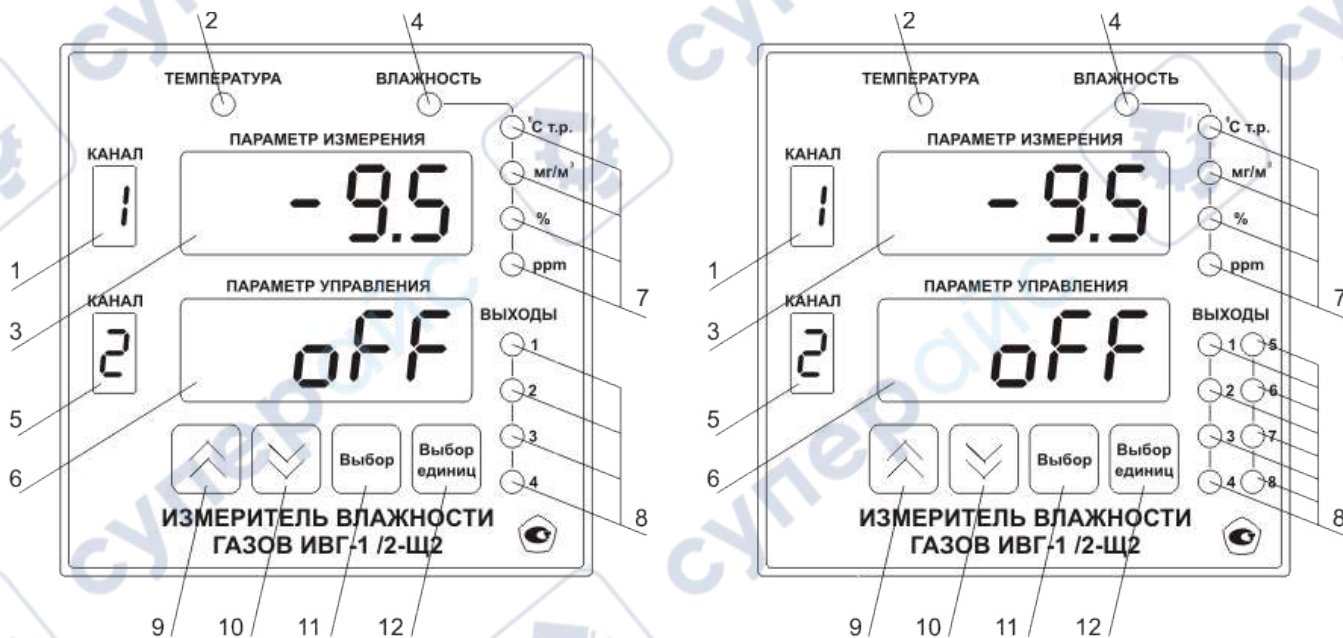 2 4
ТЕМПЕРАТУРА ВЛАЖНОСТЬ
°С т.р.
ПАРАМЕТР ИЗМЕРЕНИЯ
КАНАЛ
мг/м³
1 -9.5
%
1
ppm
ПАРАМЕТР УПРАВЛЕНИЯ
КАНАЛ
7
3
ВЫХОДЫ
2 oFF
1
2
5
3
Выбор
Выбор
единиц
6
4
8
ИЗМЕРИТЕЛЬ ВЛАЖНОСТИ
ГАЗОВ ИВГ-1 /2-Щ2
9 10 11 12
2 4
ТЕМПЕРАТУРА ВЛАЖНОСТЬ
°С т.р.
ПАРАМЕТР ИЗМЕРЕНИЯ
КАНАЛ
мг/м³
1 -9.5
%
1
ppm
ПАРАМЕТР УПРАВЛЕНИЯ
КАНАЛ
7
3
ВЫХОДЫ
2 oFF
1 5
2 6
5
3 7
Выбор
Выбор
единиц
6
4 8
8
ИЗМЕРИТЕЛЬ ВЛАЖНОСТИ
ГАЗОВ ИВГ-1 /2-Щ2
9 10 11 12
суперайс
суперайс